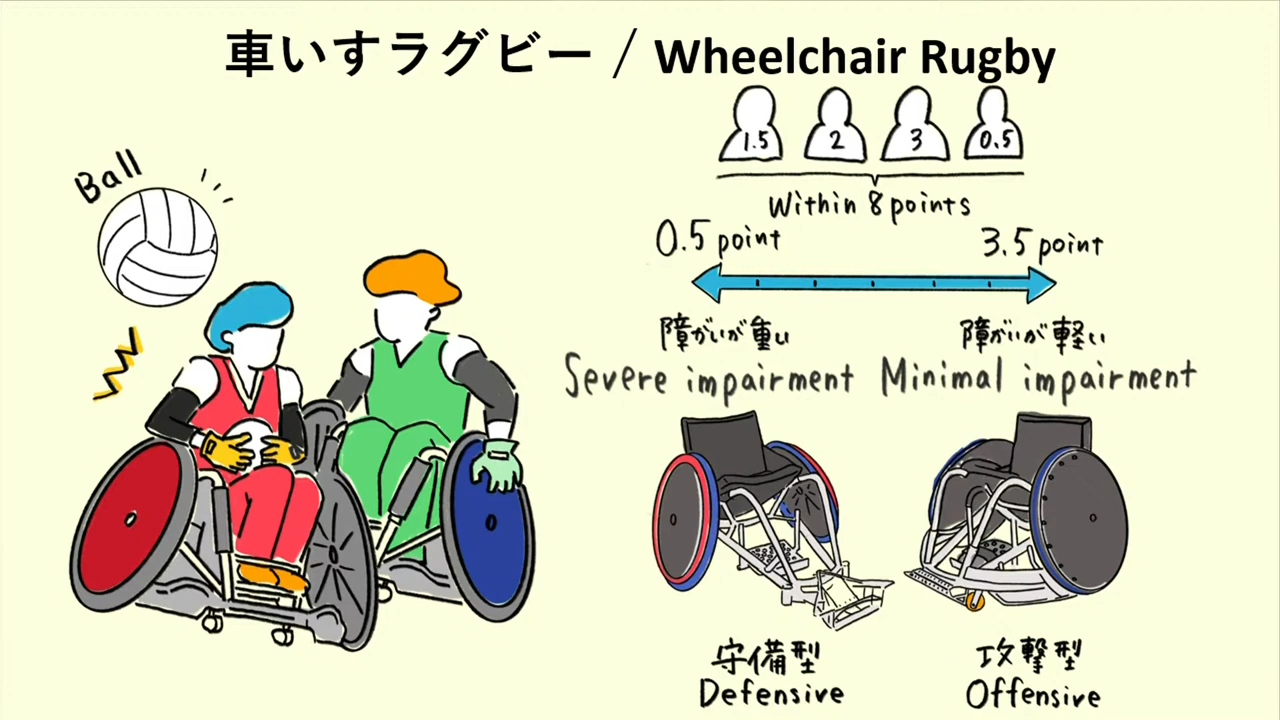 車いすラグビー / Wheelchair Rugby
1.5 2 3 0.5
Within 8 points
Ball
0.5 point 3.5 point
障がいが重い 障がいが軽い
Severe impairment Minimal impairment
守備型 攻撃型
Defensive Offensive